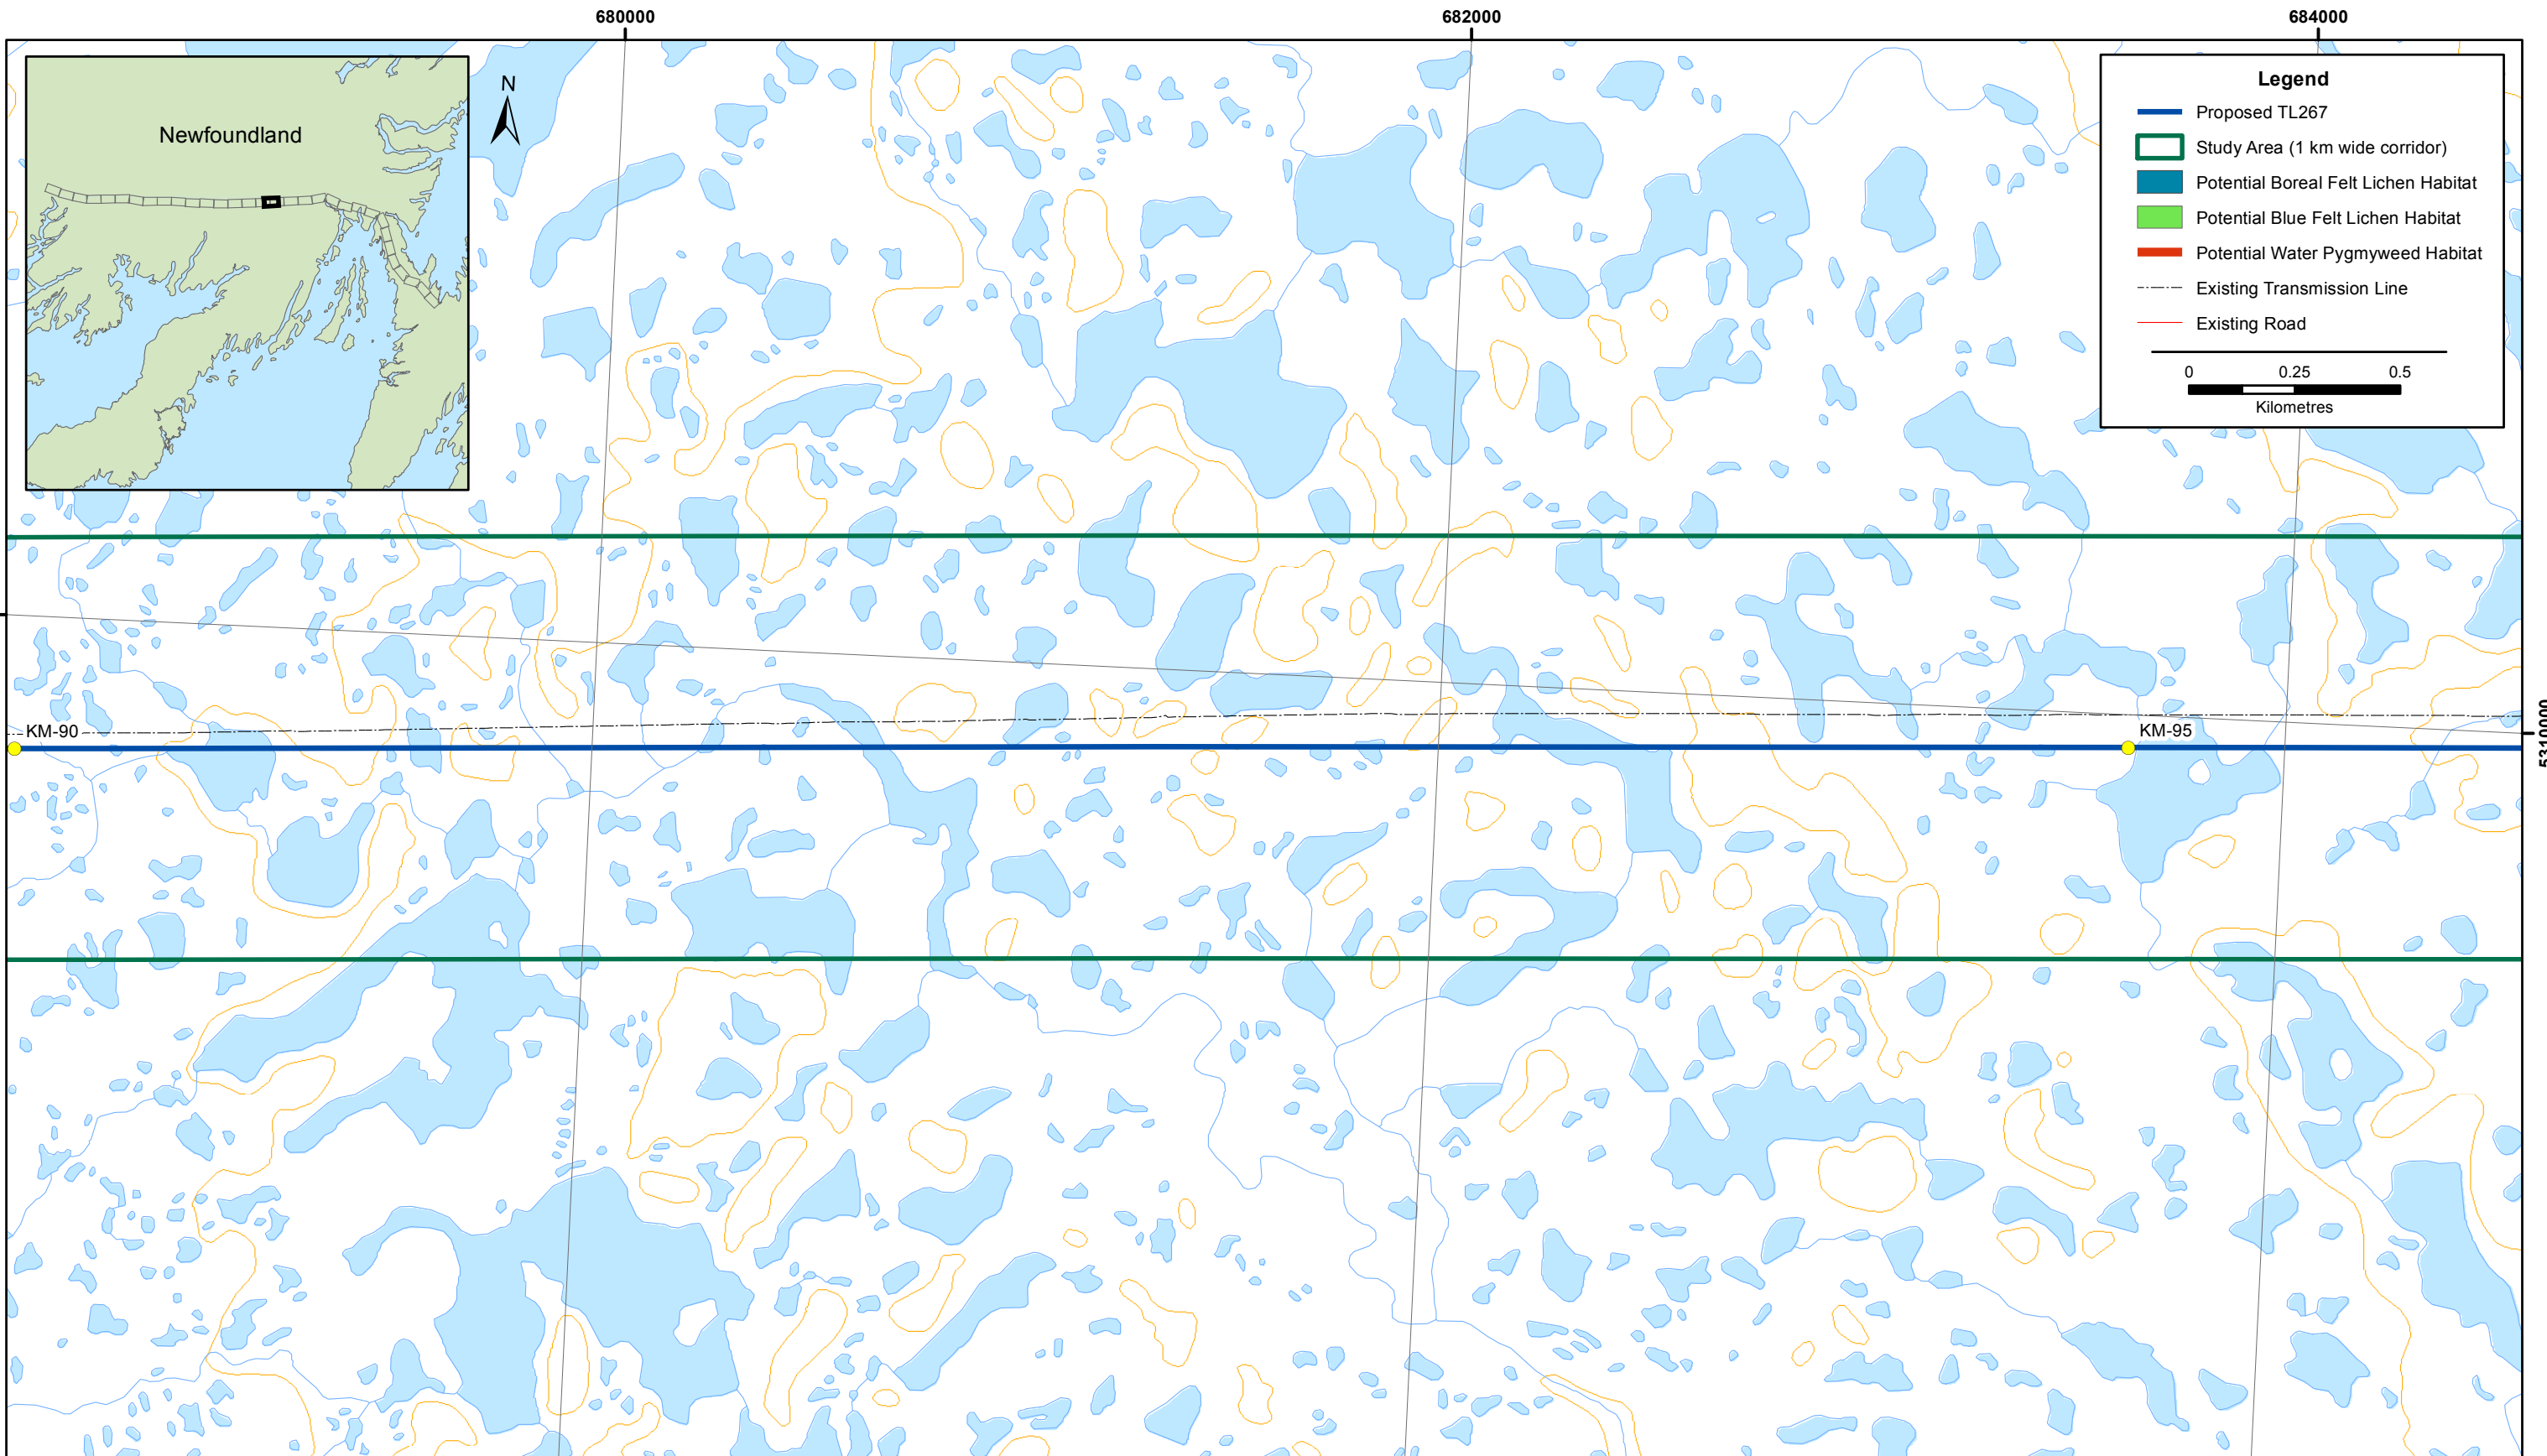 680000
682000
684000
Newfoundland
N
Legend
Proposed TL267
Study Area (1 km wide corridor)
Potential Boreal Felt Lichen Habitat
Potential Blue Felt Lichen Habitat
Potential Water Pygmyweed Habitat
Existing Transmission Line
Existing Road
0 0.25 0.5
Kilometres
KM-90
KM-95
5310000